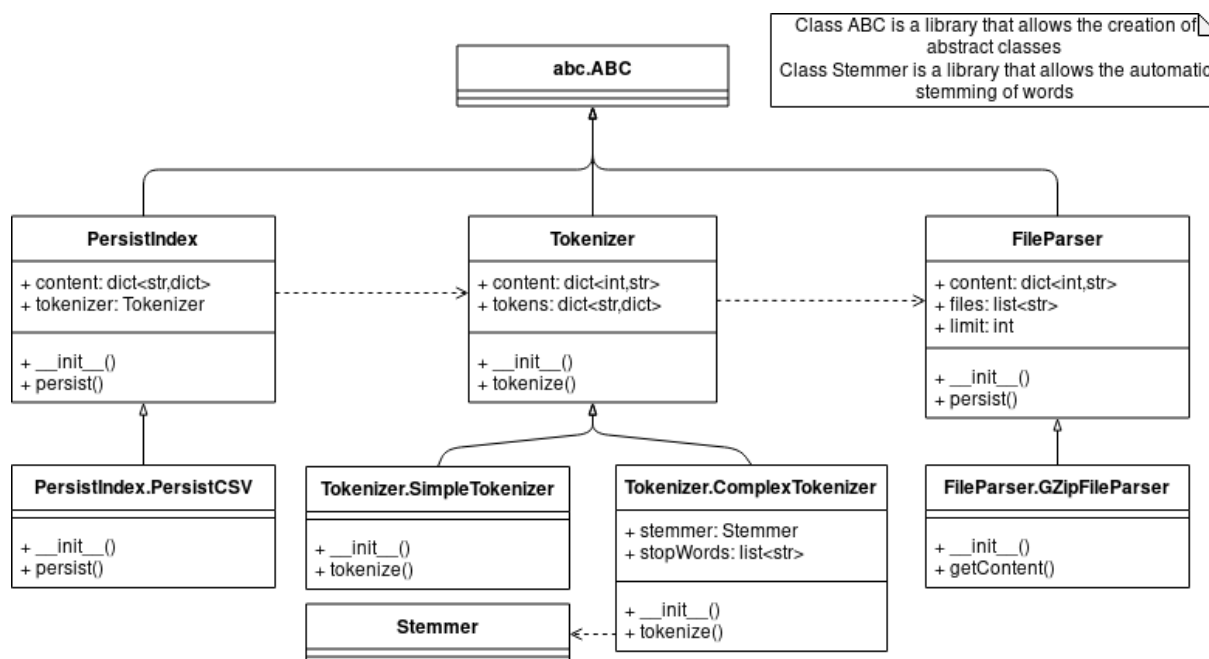 Class ABC is a library that allows the creation of
abstract classes
Class Stemmer is a library that allows the automatic
stemming of words
abc.ABC
PersistIndex
+ content: dict<str,dict>
+ tokenizer: Tokenizer
+ __init__()
+ persist()
Tokenizer
+ content: dict<int,str>
+ tokens: dict<str,dict>
+ __init__()
+ tokenize()
FileParser
+ content: dict<int,str>
+ files: list<str>
+ limit: int
+ __init__()
+ persist()
PersistIndex.PersistCSV
+ __init__()
+ persist()
Tokenizer.SimpleTokenizer
+ __init__()
+ tokenize()
Tokenizer.ComplexTokenizer
+ stemmer: Stemmer
+ stopWords: list<str>
+ __init__()
+ tokenize()
FileParser.GZipFileParser
+ __init__()
+ getContent()
Stemmer